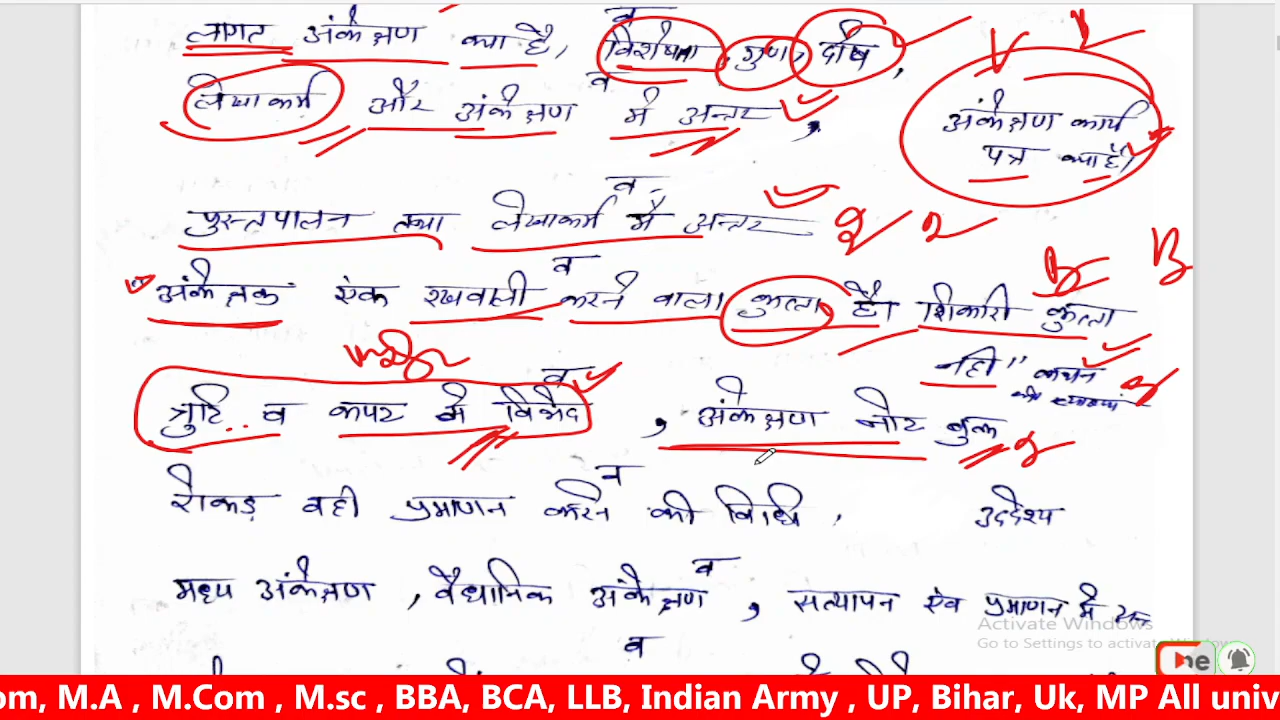 व
लागत अंकेक्षण क्या है, विशेषता, गुण, दोष,
व
लेखाकर्म और अंकेक्षण में अन्तर,
अंकेक्षण कार्य
पत्र क्या है।
व
पुस्तपालन तथा लेखाकर्म में अन्तर
व
"अंकेक्षक एक रखवाली करने वाला कुत्ता है। शिकारी कुत्ता
नही" कथन
व
त्रुटि व कपट में विभेद, अंकेक्षण नोट बुक
व
रोकड़ वही प्रमाणन करने की विधि, उद्देश्य
व
मध्य अंकेक्षण, वैधानिक अंकेक्षण, सत्यापन ऐव प्रमाणन में
व
Activate Windows
Go to Settings to activate Windows.
om, M.A , M.Com , M.sc , BBA, BCA, LLB, Indian Army , UP, Bihar, Uk, MP All univ